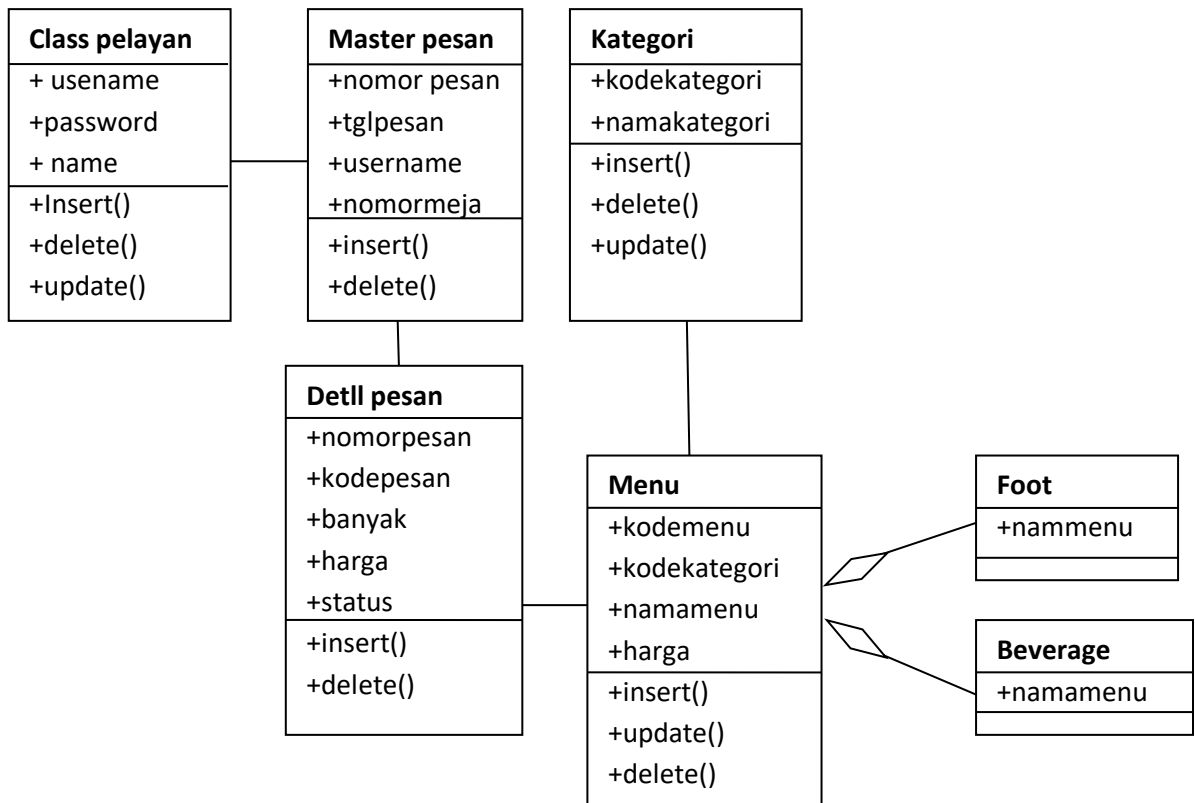 Class pelayan
+ usename
+password
+ name
+Insert()
+delete()
+update()
Master pesan
+nomor pesan
+tglpesan
+username
+nomormeja
+insert()
+delete()
Kategori
+kodekategori
+namakategori
+insert()
+delete()
+update()
Detll pesan
+nomorpesan
+kodepesan
+banyak
+harga
+status
+insert()
+delete()
Menu
+kodemenu
+kodekategori
+namamenu
+harga
+insert()
+update()
+delete()
Foot
+nammenu
Beverage
+namamenu